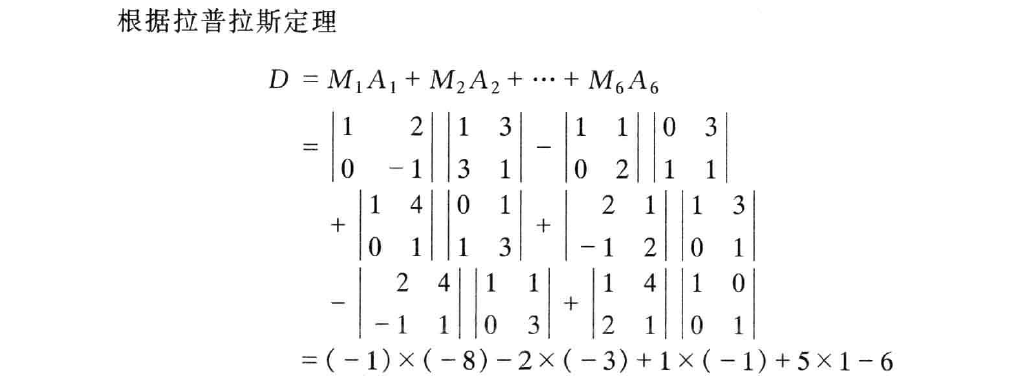 根据拉普拉斯定理
D = M₁A₁ + M₂A₂ + ⋯ + M₆A₆
= |1 2; 0 −1| |1 3; 3 1| − |1 1; 0 2| |0 3; 1 1|
+ |1 4; 0 1| |0 1; 1 3| + |2 1; −1 2| |1 3; 0 1|
− |2 4; −1 1| |1 1; 0 3| + |1 4; 2 1| |1 0; 0 1|
= (−1)×(−8)−2×(−3)+1×(−1)+5×1−6